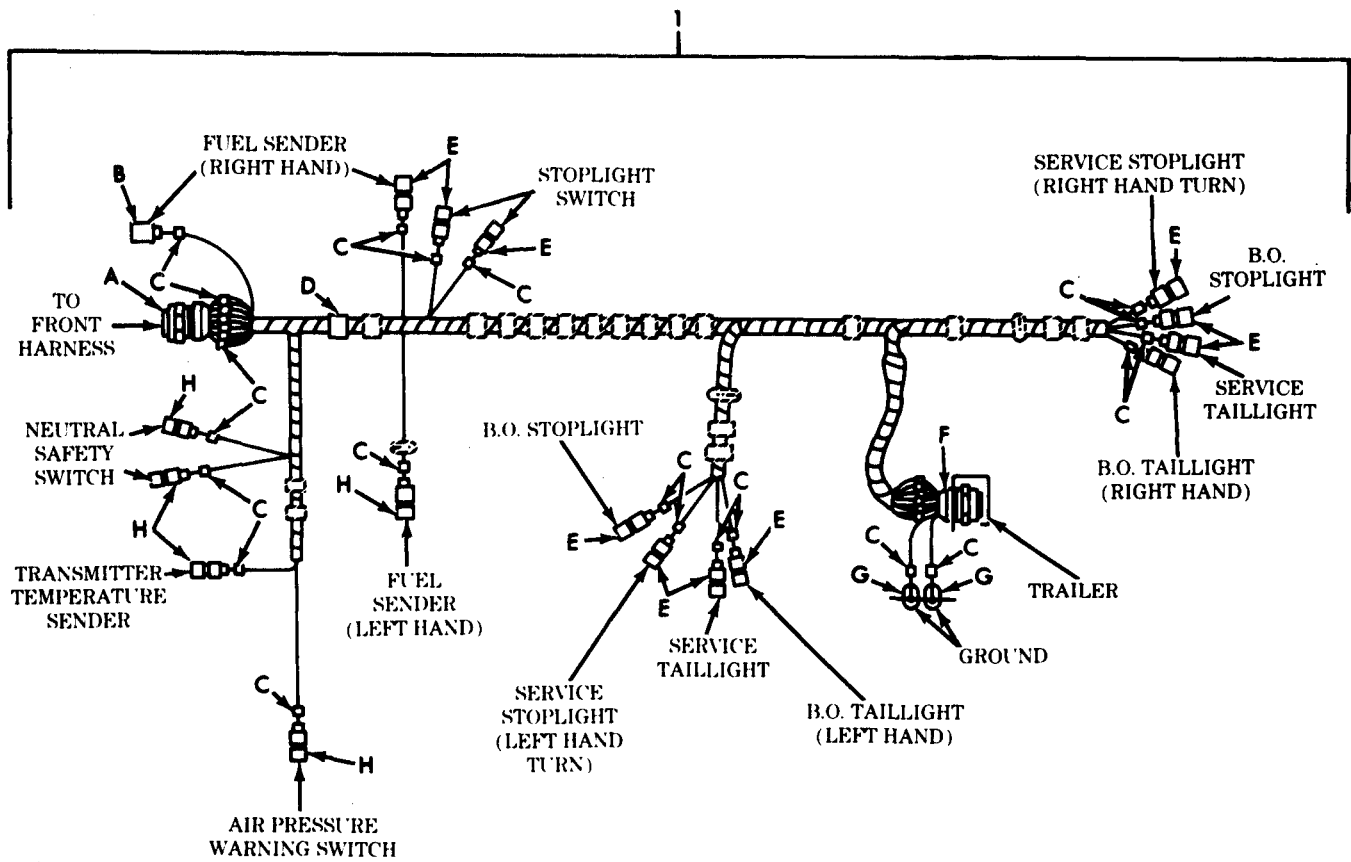 1
FUEL SENDER
(RIGHT HAND)
B
E
STOPLIGHT
SWITCH
SERVICE STOPLIGHT
(RIGHT HAND TURN)
E
B.O.
STOPLIGHT
C
C
E
C
A
TO
FRONT
HARNESS
D
C
C
E
SERVICE
TAILLIGHT
C
B.O. TAILLIGHT
(RIGHT HAND)
H
C
NEUTRAL
SAFETY
SWITCH
H
C
TRANSMITTER
TEMPERATURE
SENDER
C
H
FUEL
SENDER
(LEFT HAND)
B.O. STOPLIGHT
C
C
E
E
E
SERVICE
TAILLIGHT
SERVICE
STOPLIGHT
(LEFT HAND
TURN)
B.O. TAILLIGHT
(LEFT HAND)
F
C
C
G
G
TRAILER
GROUND
C
H
AIR PRESSURE
WARNING SWITCH